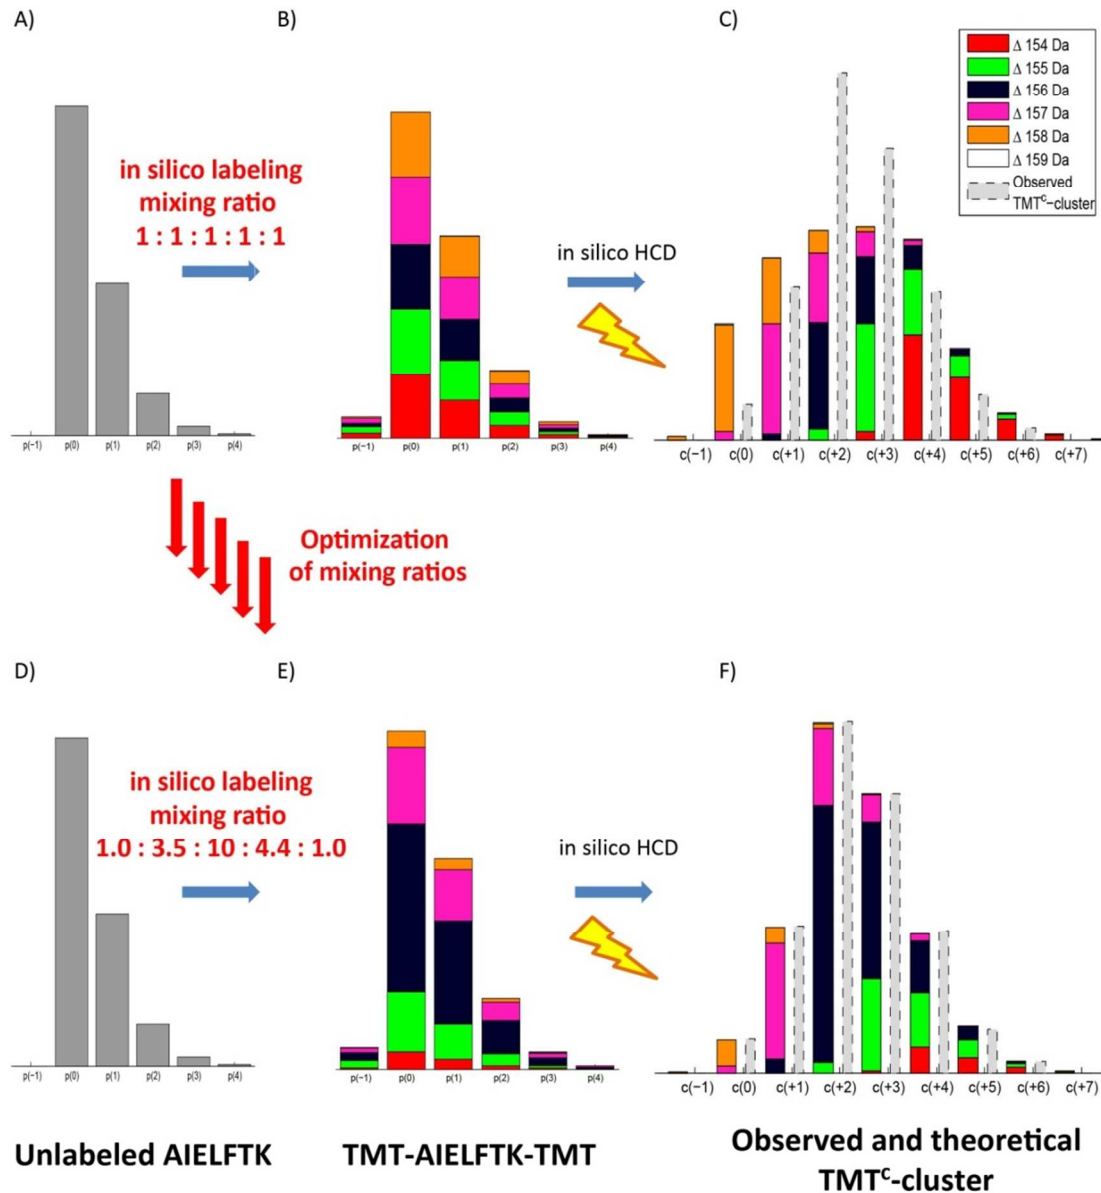 A)
B)
C)
Δ 154 Da
Δ 155 Da
Δ 156 Da
Δ 157 Da
Δ 158 Da
Δ 159 Da
Observed
TMTᶜ−cluster
in silico labeling
mixing ratio
1 : 1 : 1 : 1 : 1
in silico HCD
p(−1) p(0) p(1) p(2) p(3) p(4)
p(−1) p(0) p(1) p(2) p(3) p(4)
c(−1) c(0) c(+1) c(+2) c(+3) c(+4) c(+5) c(+6) c(+7)
Optimization
of mixing ratios
D)
E)
F)
in silico labeling
mixing ratio
1.0 : 3.5 : 10 : 4.4 : 1.0
in silico HCD
p(−1) p(0) p(1) p(2) p(3) p(4)
p(−1) p(0) p(1) p(2) p(3) p(4)
c(−1) c(0) c(+1) c(+2) c(+3) c(+4) c(+5) c(+6) c(+7)
Unlabeled AIELFTK
TMT-AIELFTK-TMT
Observed and theoretical
TMTᶜ-cluster